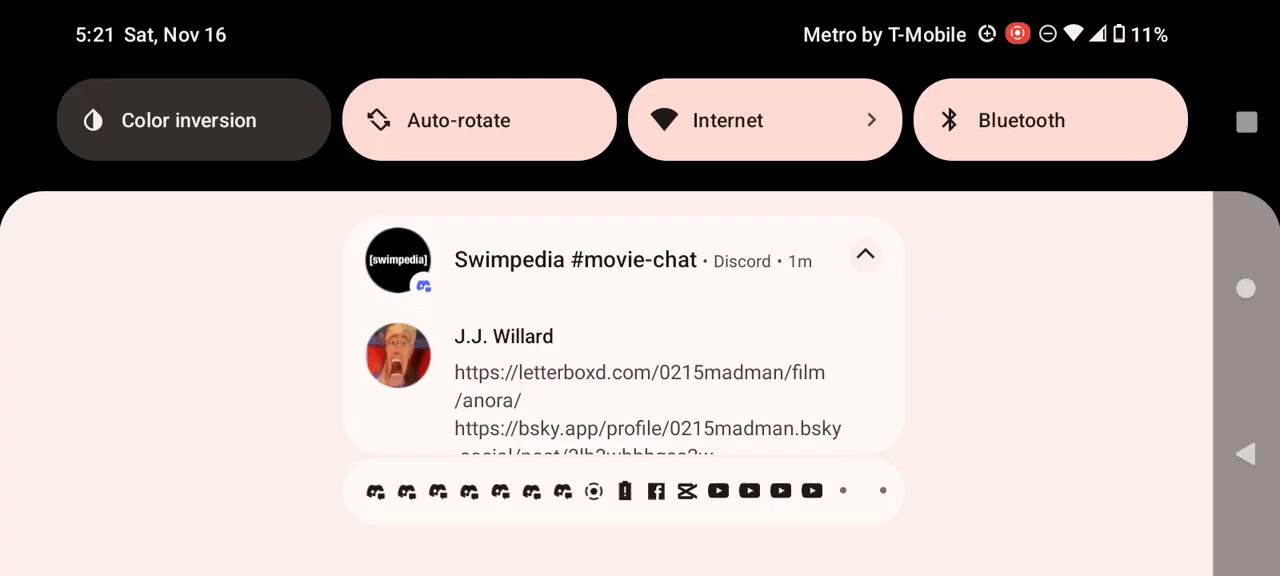 5:21 Sat, Nov 16
Metro by T-Mobile 11%
Color inversion
Auto-rotate
Internet
Bluetooth
[swimpedia]
Swimpedia #movie-chat • Discord • 1m
J.J. Willard
https://letterboxd.com/0215madman/film
/anora/
https://bsky.app/profile/0215madman.bsky